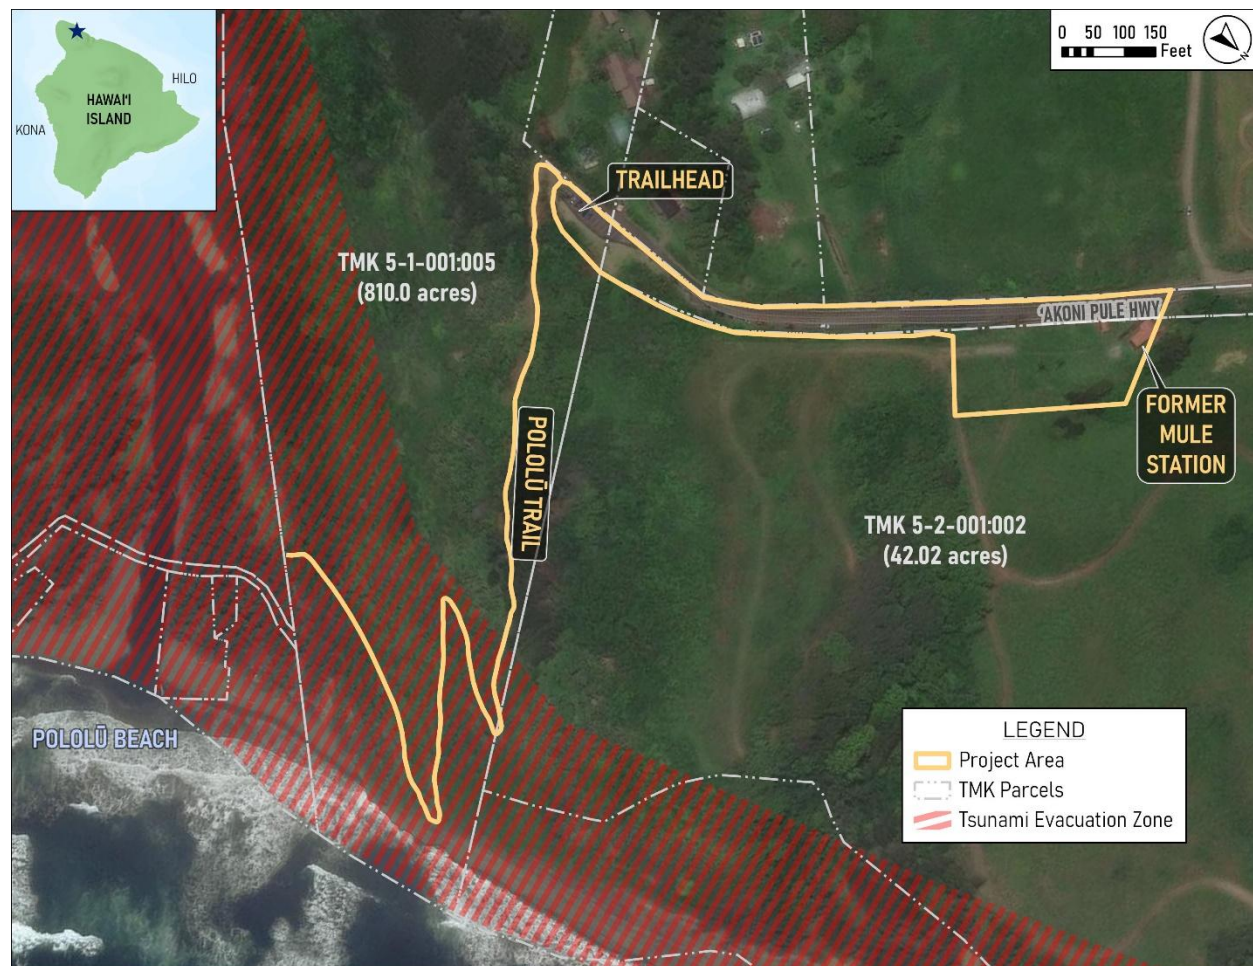 HILO
HAWAI‘I
ISLAND
KONA
0 50 100 150
Feet
N
TRAILHEAD
TMK 5-1-001:005
(810.0 acres)
‘AKONI PULE HWY
FORMER
MULE
STATION
POLOLŪ TRAIL
TMK 5-2-001:002
(42.02 acres)
POLOLŪ BEACH
LEGEND
Project Area
TMK Parcels
Tsunami Evacuation Zone